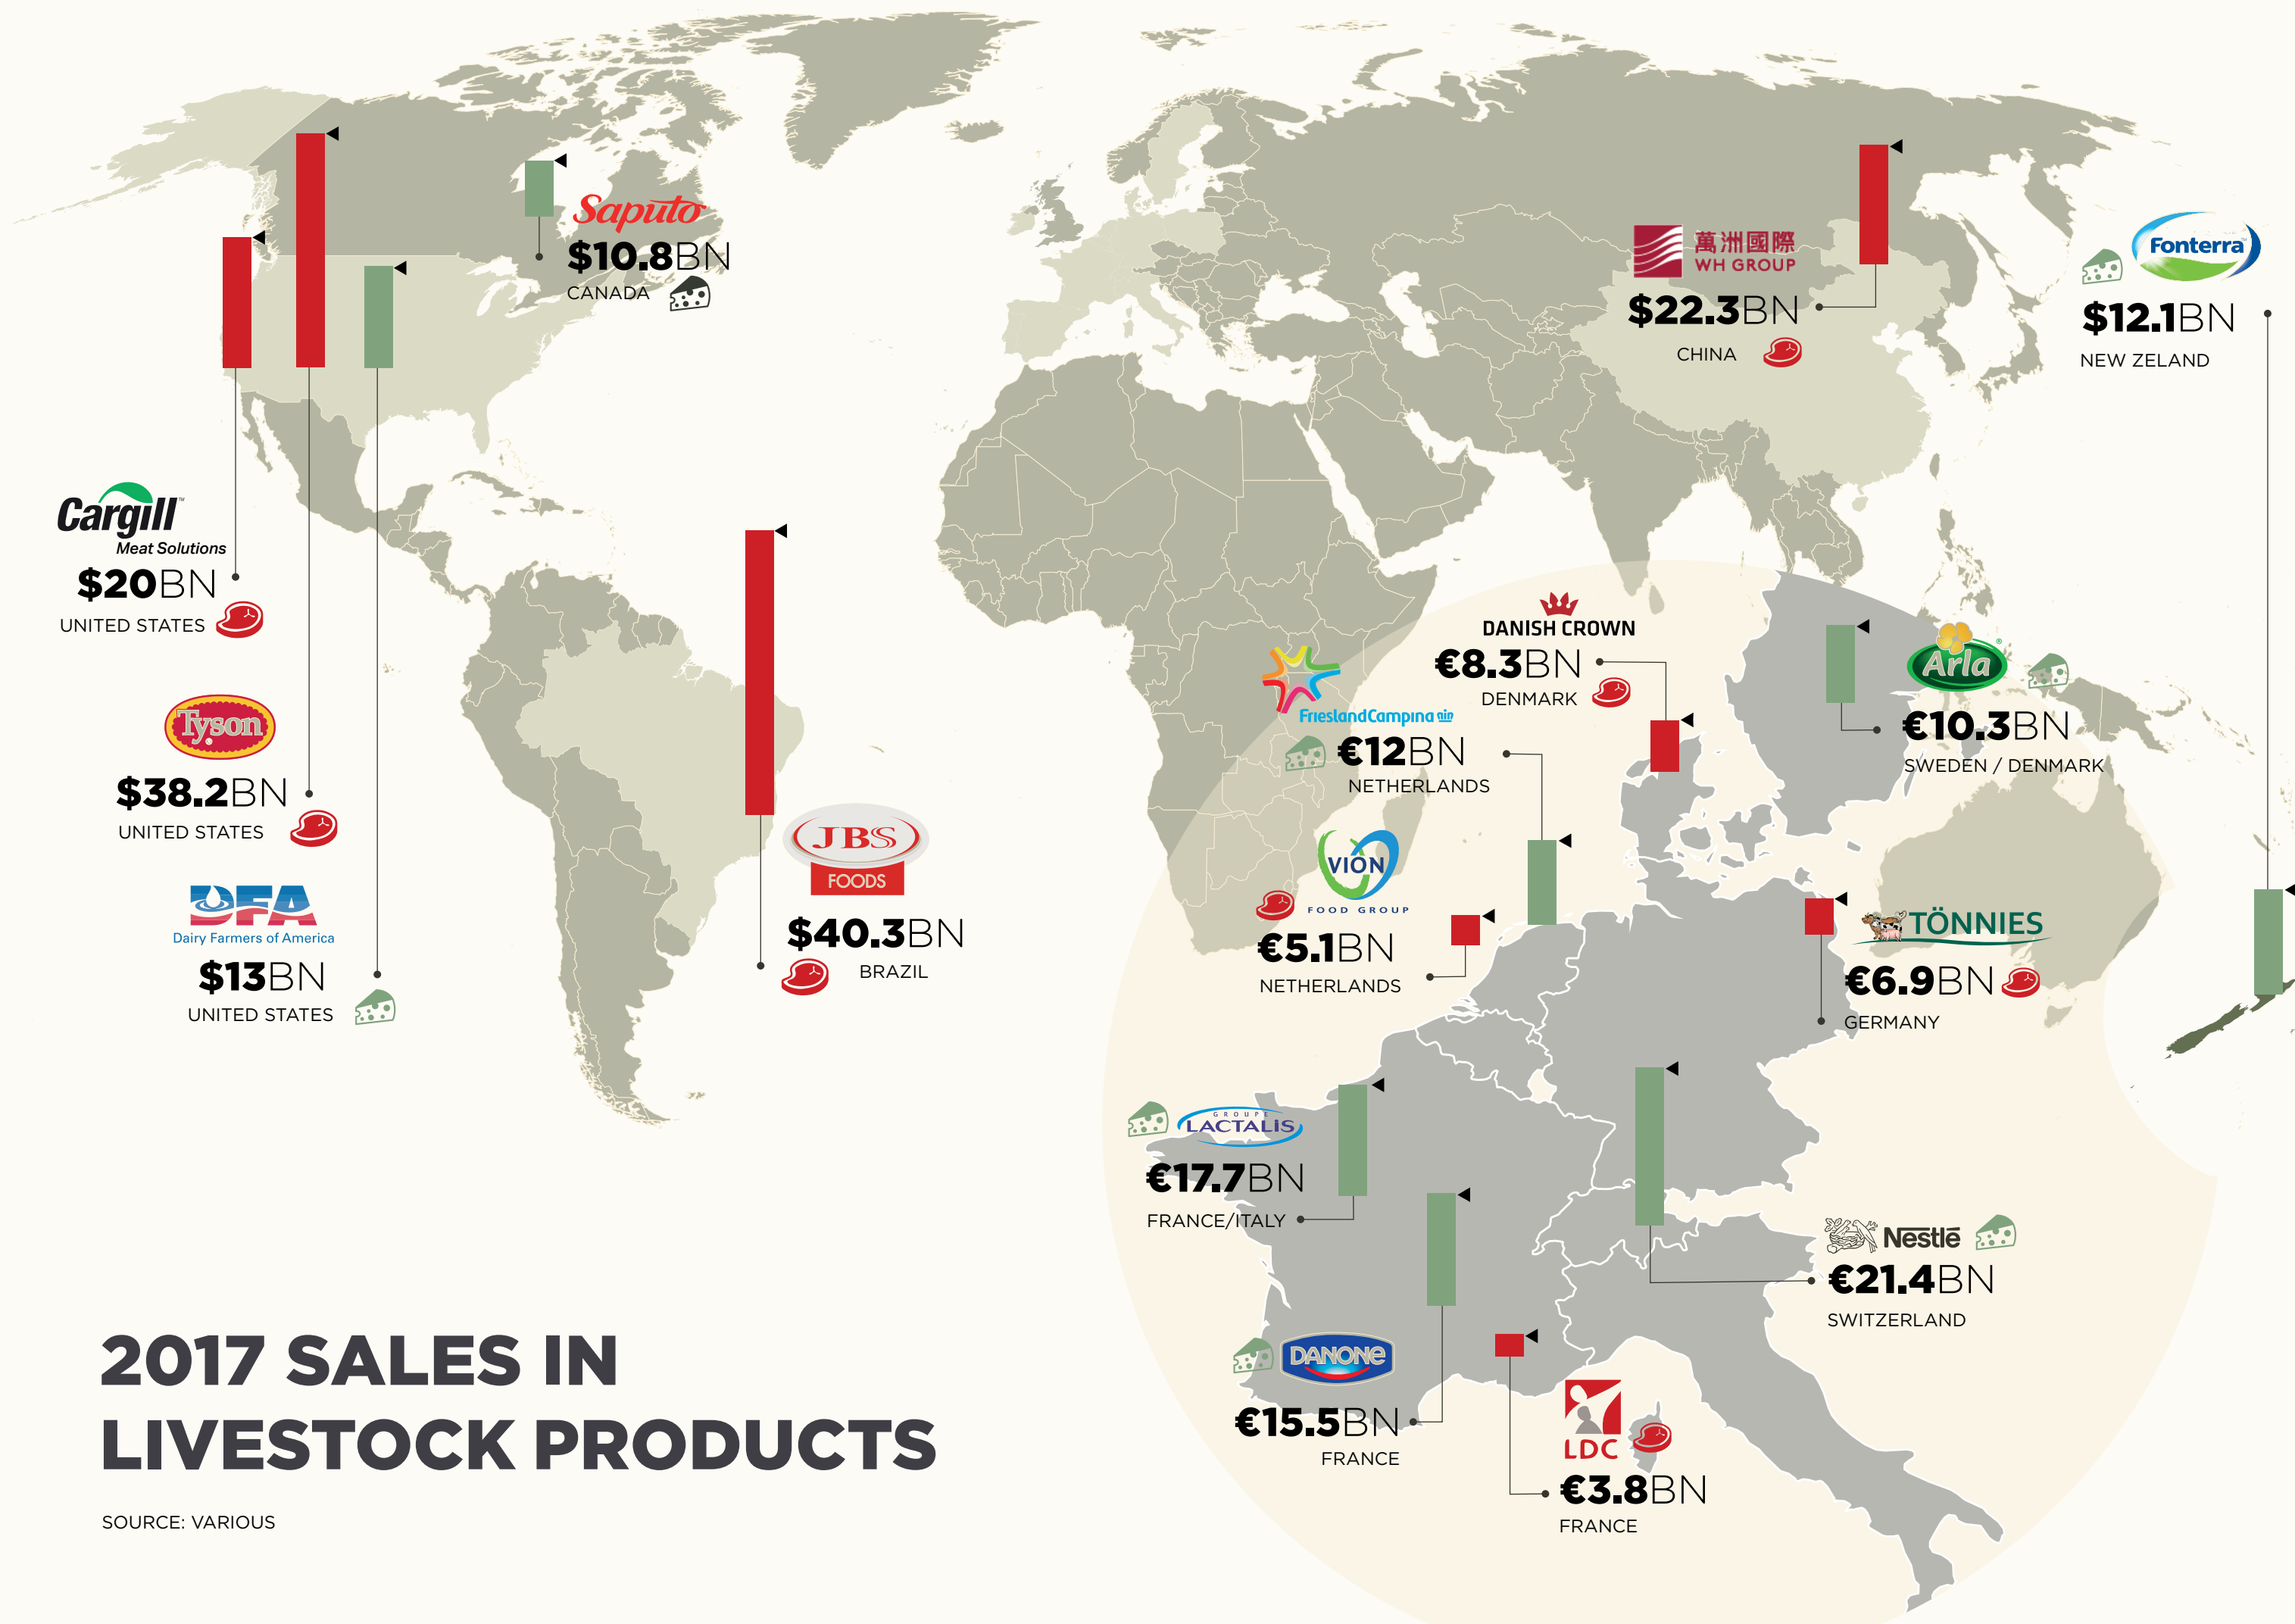 Saputo
$10.8BN
CANADA
萬洲國際
WH GROUP
$22.3BN
CHINA
Fonterra
$12.1BN
NEW ZELAND
Cargill™
Meat Solutions
$20BN
UNITED STATES
Tyson®
$38.2BN
UNITED STATES
DFA
Dairy Farmers of America
$13BN
UNITED STATES
JBS
FOODS
$40.3BN
BRAZIL
DANISH CROWN
€8.3BN
DENMARK
FrieslandCampina
€12BN
NETHERLANDS
Arla®
€10.3BN
SWEDEN / DENMARK
VION
FOOD GROUP
€5.1BN
NETHERLANDS
TÖNNIES
€6.9BN
GERMANY
GROUPE
LACTALIS
€17.7BN
FRANCE/ITALY
Nestlé
€21.4BN
SWITZERLAND
DANONE
€15.5BN
FRANCE
LDC
€3.8BN
FRANCE
2017 SALES IN
LIVESTOCK PRODUCTS
SOURCE: VARIOUS